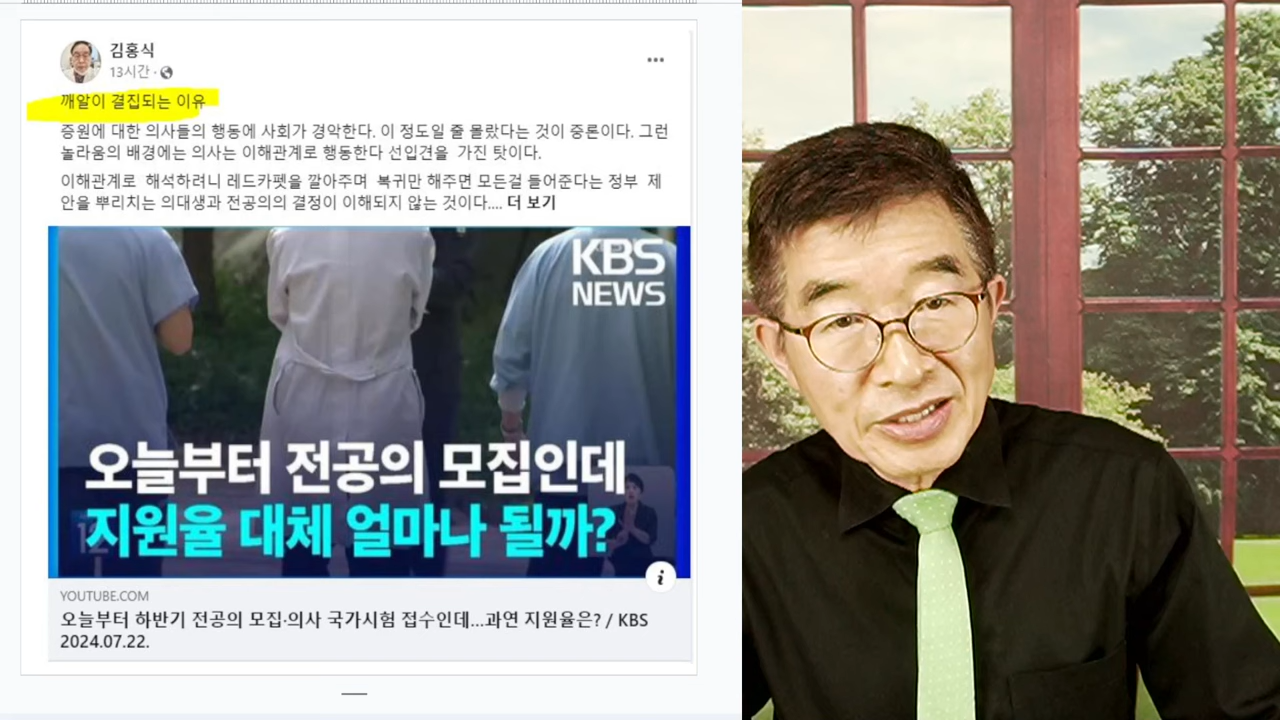 김홍식
13시간 ·
깨알이 결집되는 이유
증원에 대한 의사들의 행동에 사회가 경악한다. 이 정도일 줄 몰랐다는 것이 중론이다. 그런
놀라움의 배경에는 의사는 이해관계로 행동한다 선입견을 가진 탓이다.
이해관계로 해석하려니 레드카펫을 깔아주며 복귀만 해주면 모든걸 들어준다는 정부 제
안을 뿌리치는 의대생과 전공의의 결정이 이해되지 않는 것이다.... 더 보기
KBS
NEWS
오늘부터 전공의 모집인데
지원율 대체 얼마나 될까?
12
YOUTUBE.COM
오늘부터 하반기 전공의 모집·의사 국가시험 접수인데...과연 지원율은? / KBS
2024.07.22.